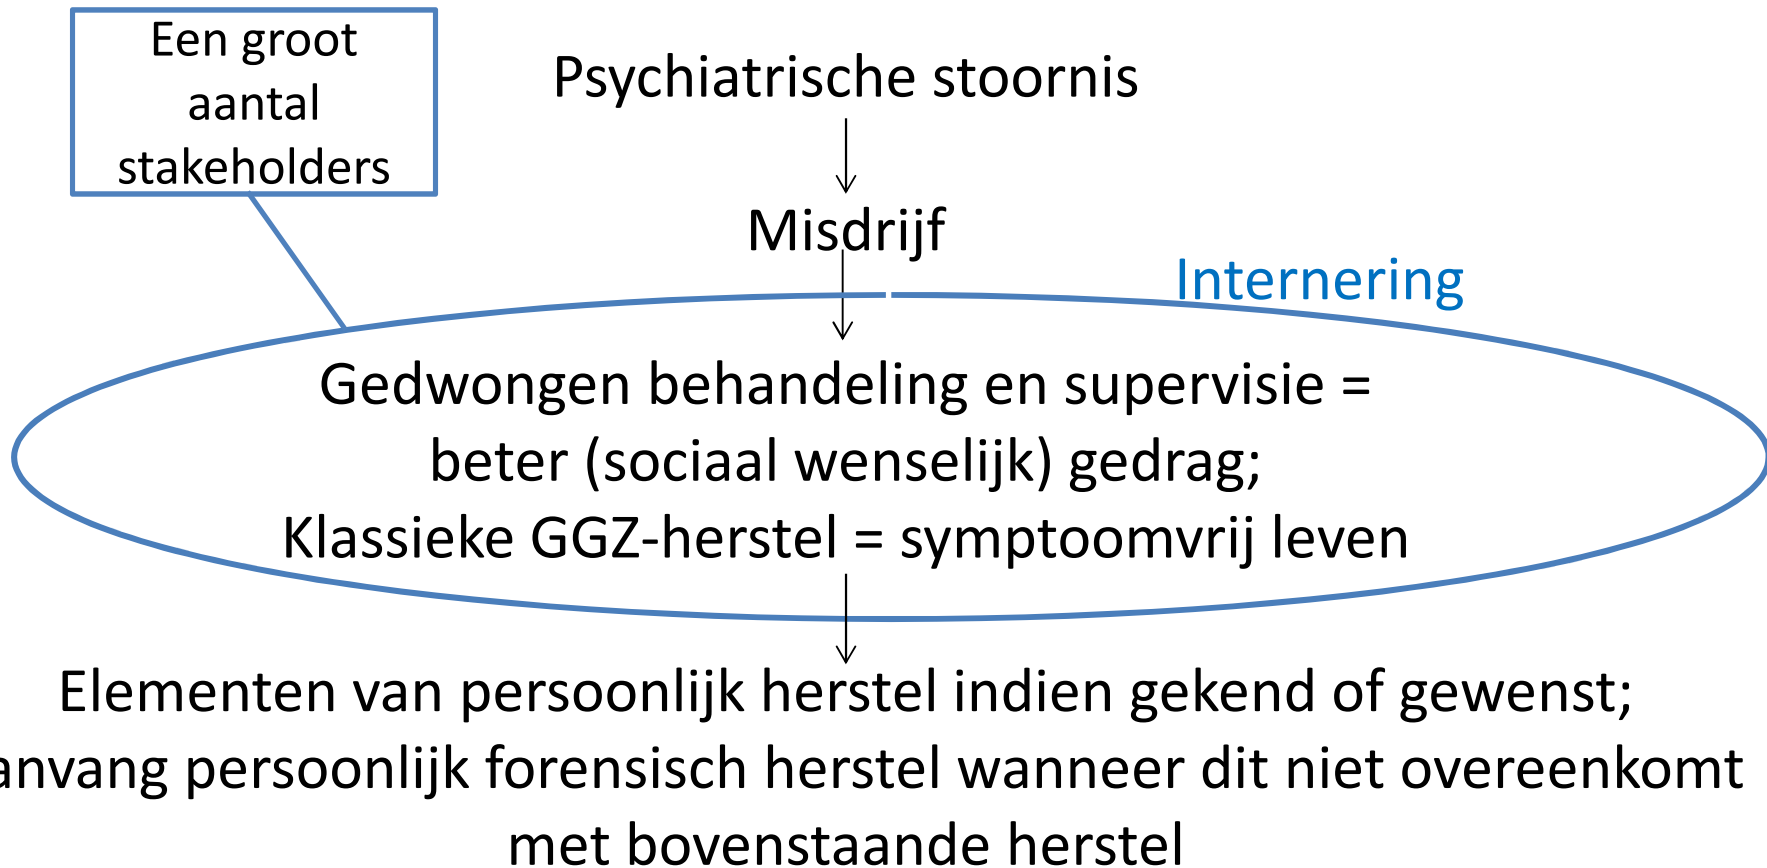 Een groot
aantal
stakeholders
Psychiatrische stoornis
Misdrijf
Internering
Gedwongen behandeling en supervisie =
beter (sociaal wenselijk) gedrag;
Klassieke GGZ-herstel = symptoomvrij leven
Elementen van persoonlijk herstel indien gekend of gewenst;
persoonlijk forensisch herstel wanneer dit niet overeenkomt
met bovenstaande herstel